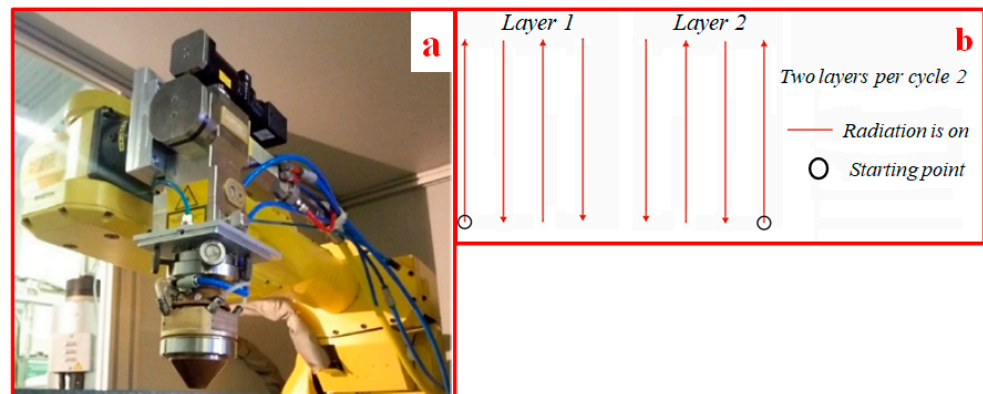 a
Layer 1
Layer 2
b
Two layers per cycle 2
Radiation is on
Starting point